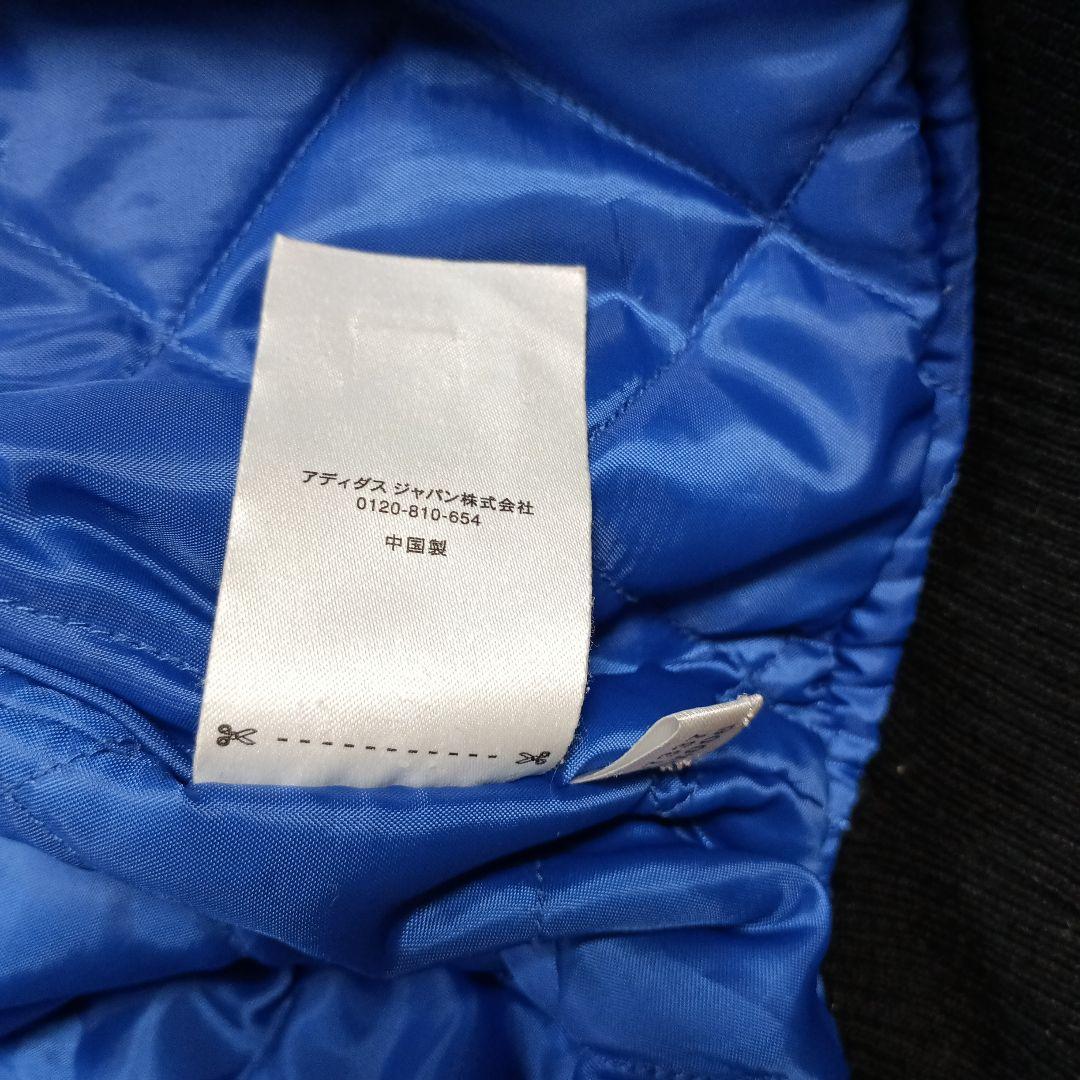 アディダス ジャパン株式会社
0120-810-654
中国製